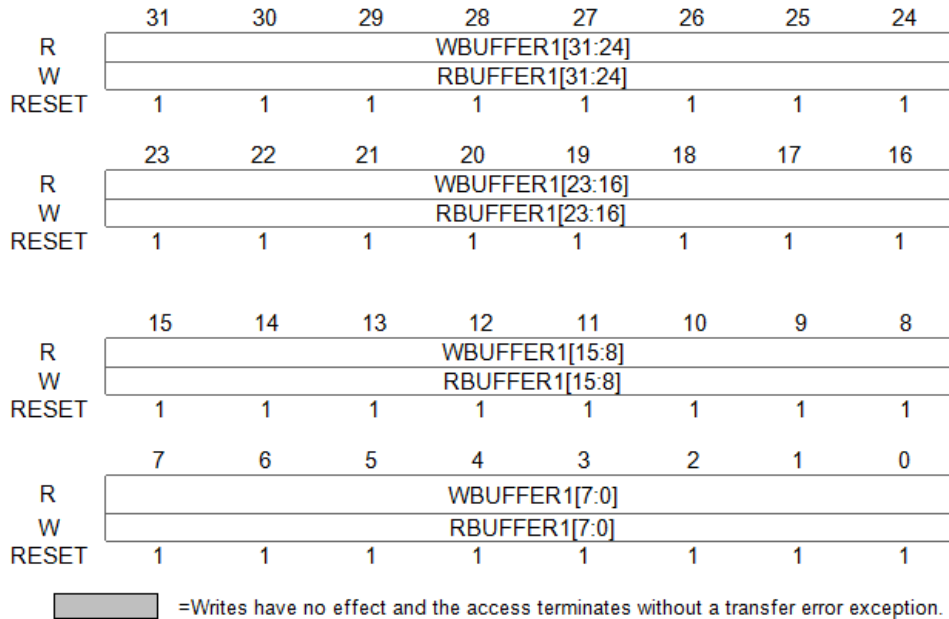 31 30 29 28 27 26 25 24
R WBUFFER1[31:24]
W RBUFFER1[31:24]
RESET 1 1 1 1 1 1 1 1
23 22 21 20 19 18 17 16
R WBUFFER1[23:16]
W RBUFFER1[23:16]
RESET 1 1 1 1 1 1 1 1
15 14 13 12 11 10 9 8
R WBUFFER1[15:8]
W RBUFFER1[15:8]
RESET 1 1 1 1 1 1 1 1
7 6 5 4 3 2 1 0
R WBUFFER1[7:0]
W RBUFFER1[7:0]
RESET 1 1 1 1 1 1 1 1
=Writes have no effect and the access terminates without a transfer error exception.